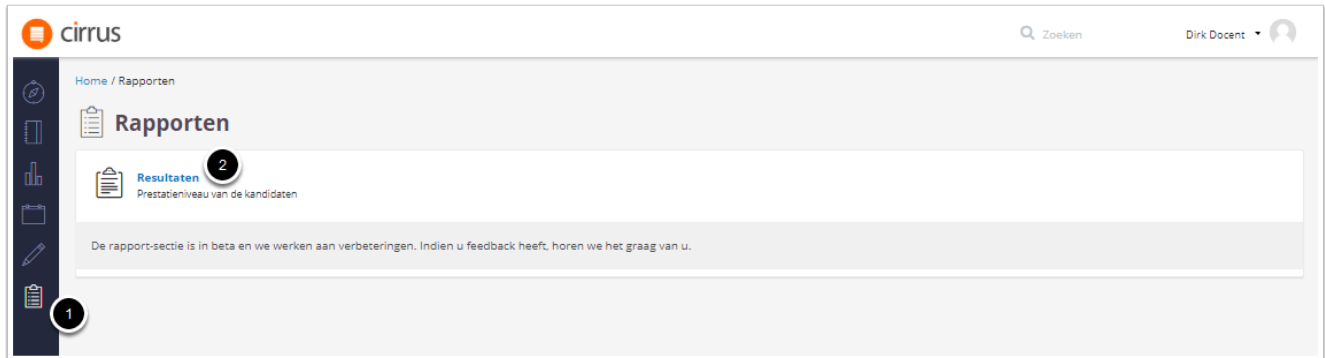 cirrus
Zoeken
Dirk Docent
Home / Rapporten
Rapporten
Resultaten
2
Prestatieniveau van de kandidaten
De rapport-sectie is in beta en we werken aan verbeteringen. Indien u feedback heeft, horen we het graag van u.
1